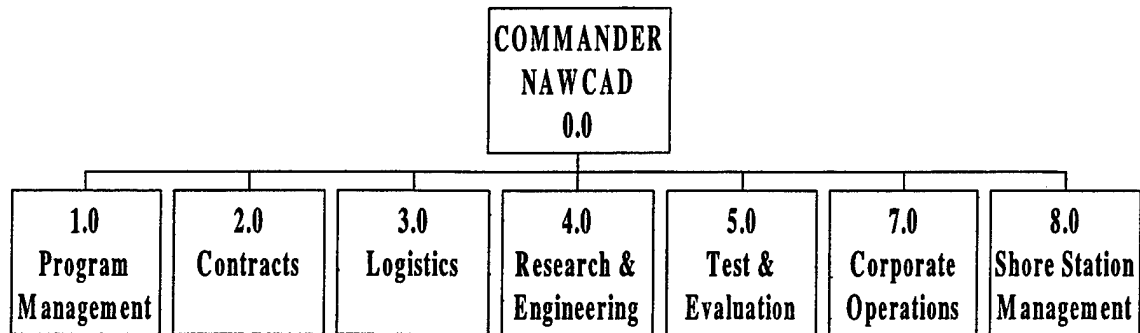 COMMANDER
NAWCAD
0.0
1.0
Program
Management
2.0
Contracts
3.0
Logistics
4.0
Research &
Engineering
5.0
Test &
Evaluation
7.0
Corporate
Operations
8.0
Shore Station
Management